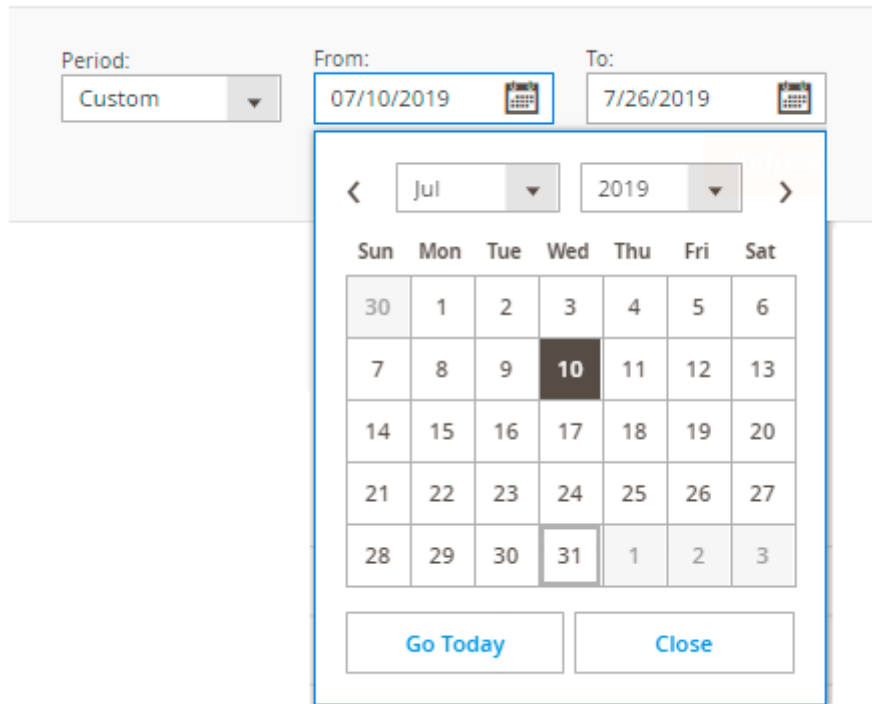 Period: From: To:
Custom 07/10/2019 7/26/2019
Jul 2019
Sun Mon Tue Wed Thu Fri Sat
30 1 2 3 4 5 6
7 8 9 10 11 12 13
14 15 16 17 18 19 20
21 22 23 24 25 26 27
28 29 30 31 1 2 3
Go Today Close